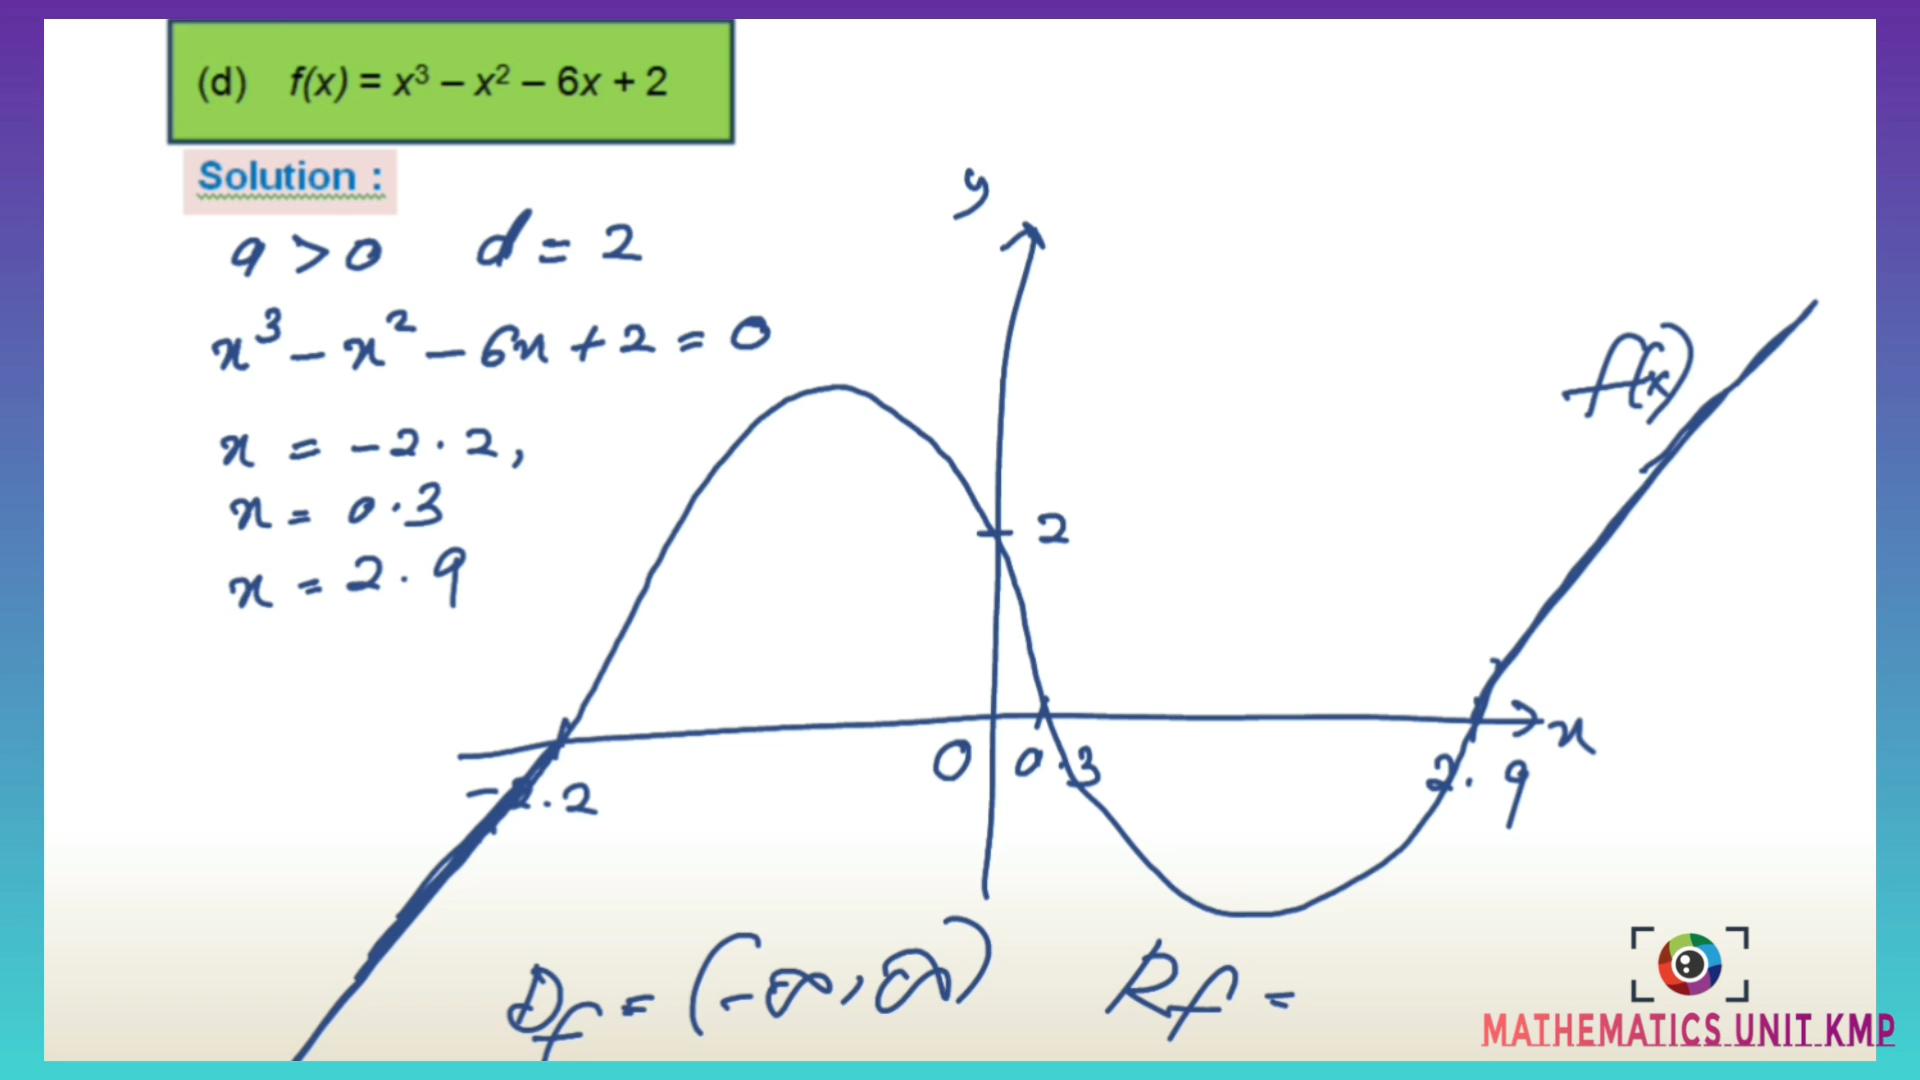 (d) f(x) = x³ – x² – 6x + 2
Solution :
a > 0 d = 2
x³ – x² – 6x + 2 = 0
x = -2.2,
x = 0.3
x = 2.9
y
f(x)
2
x
0 0.3 2.9
-2.2
Df = (-∞, ∞) Rf =
MATHEMATICS UNIT KMP